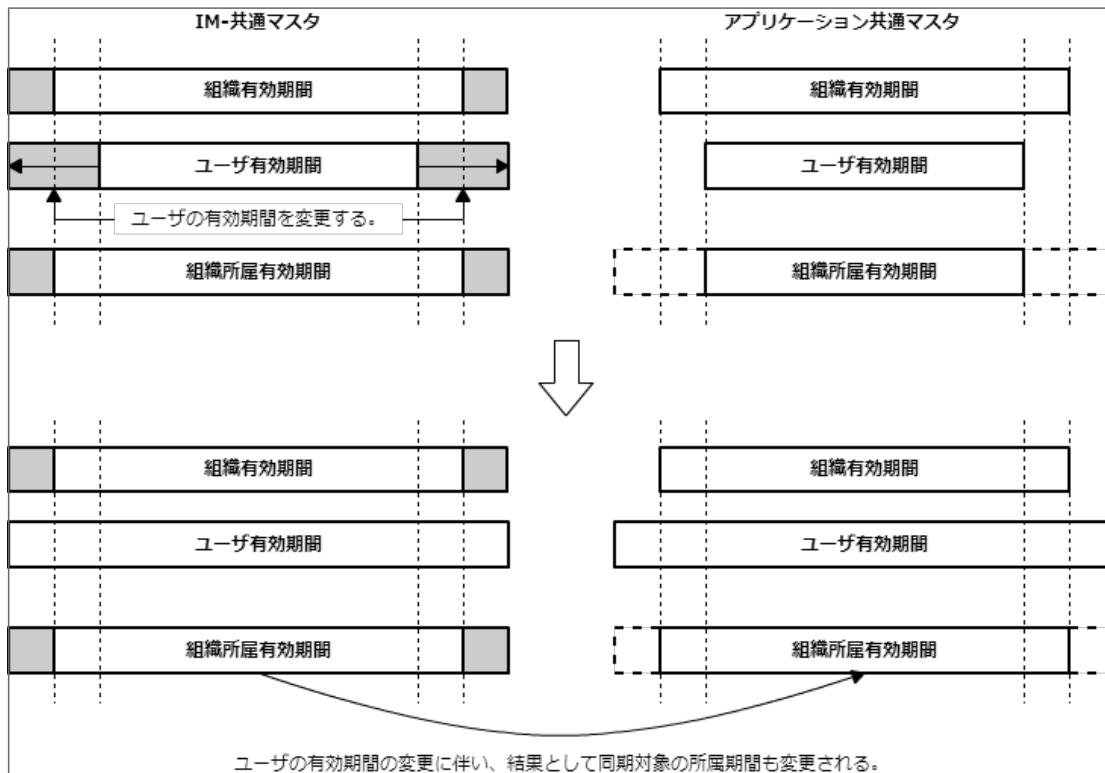 IM-共通マスタ
アプリケーション共通マスタ
組織有効期間
組織有効期間
ユーザ有効期間
ユーザ有効期間
ユーザの有効期間を変更する。
組織所属有効期間
組織所属有効期間
組織有効期間
組織有効期間
ユーザ有効期間
ユーザ有効期間
組織所属有効期間
組織所属有効期間
ユーザの有効期間の変更に伴い、結果として同期対象の所属期間も変更される。